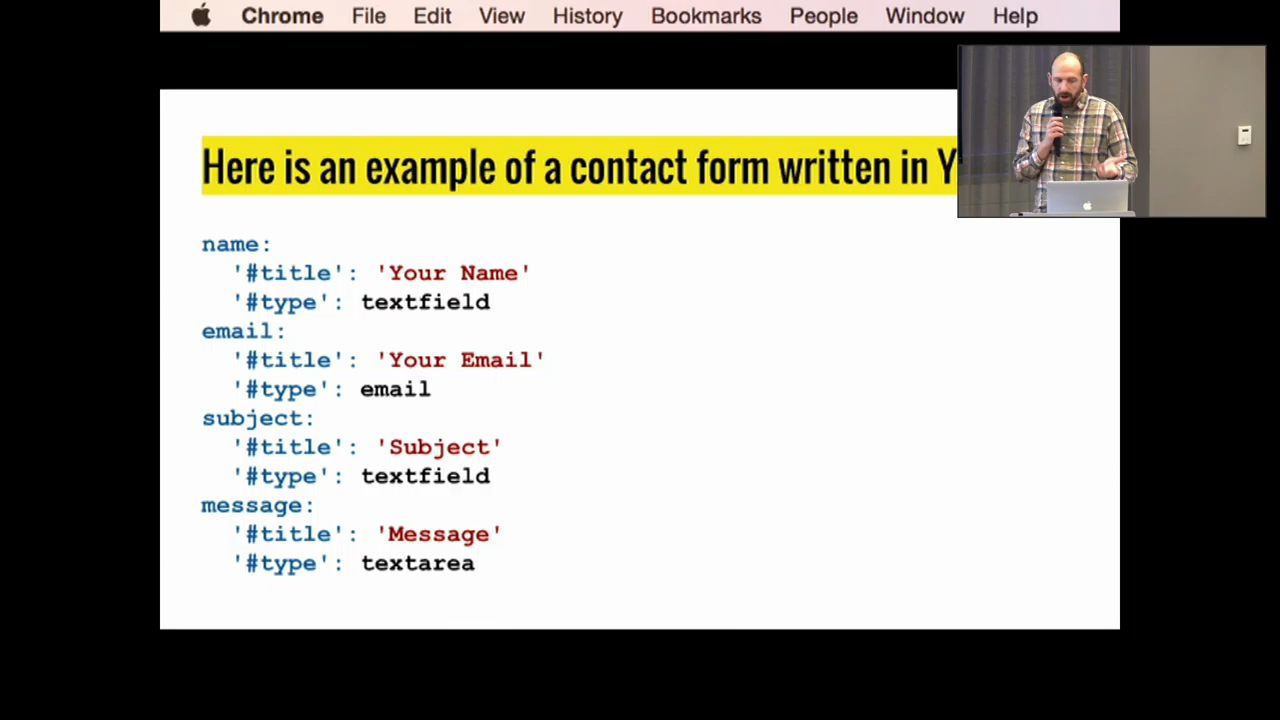 Chrome File Edit View History Bookmarks People Window Help
Here is an example of a contact form written in Y
name:
'#title': 'Your Name'
'#type': textfield
email:
'#title': 'Your Email'
'#type': email
subject:
'#title': 'Subject'
'#type': textfield
message:
'#title': 'Message'
'#type': textarea